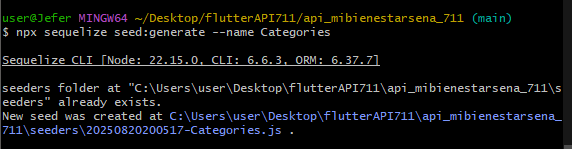 user@Jefer MINGW64 ~/Desktop/flutterAPI711/api_mibienestarsena_711 (main)
$ npx sequelize seed:generate --name Categories
Sequelize CLI [Node: 22.15.0, CLI: 6.6.3, ORM: 6.37.7]
seeders folder at "C:\Users\user\Desktop\flutterAPI711\api_mibienestarsena_711\s
eeders" already exists.
New seed was created at C:\Users\user\Desktop\flutterAPI711\api_mibienestarsena_
711\seeders\20250820200517-Categories.js .